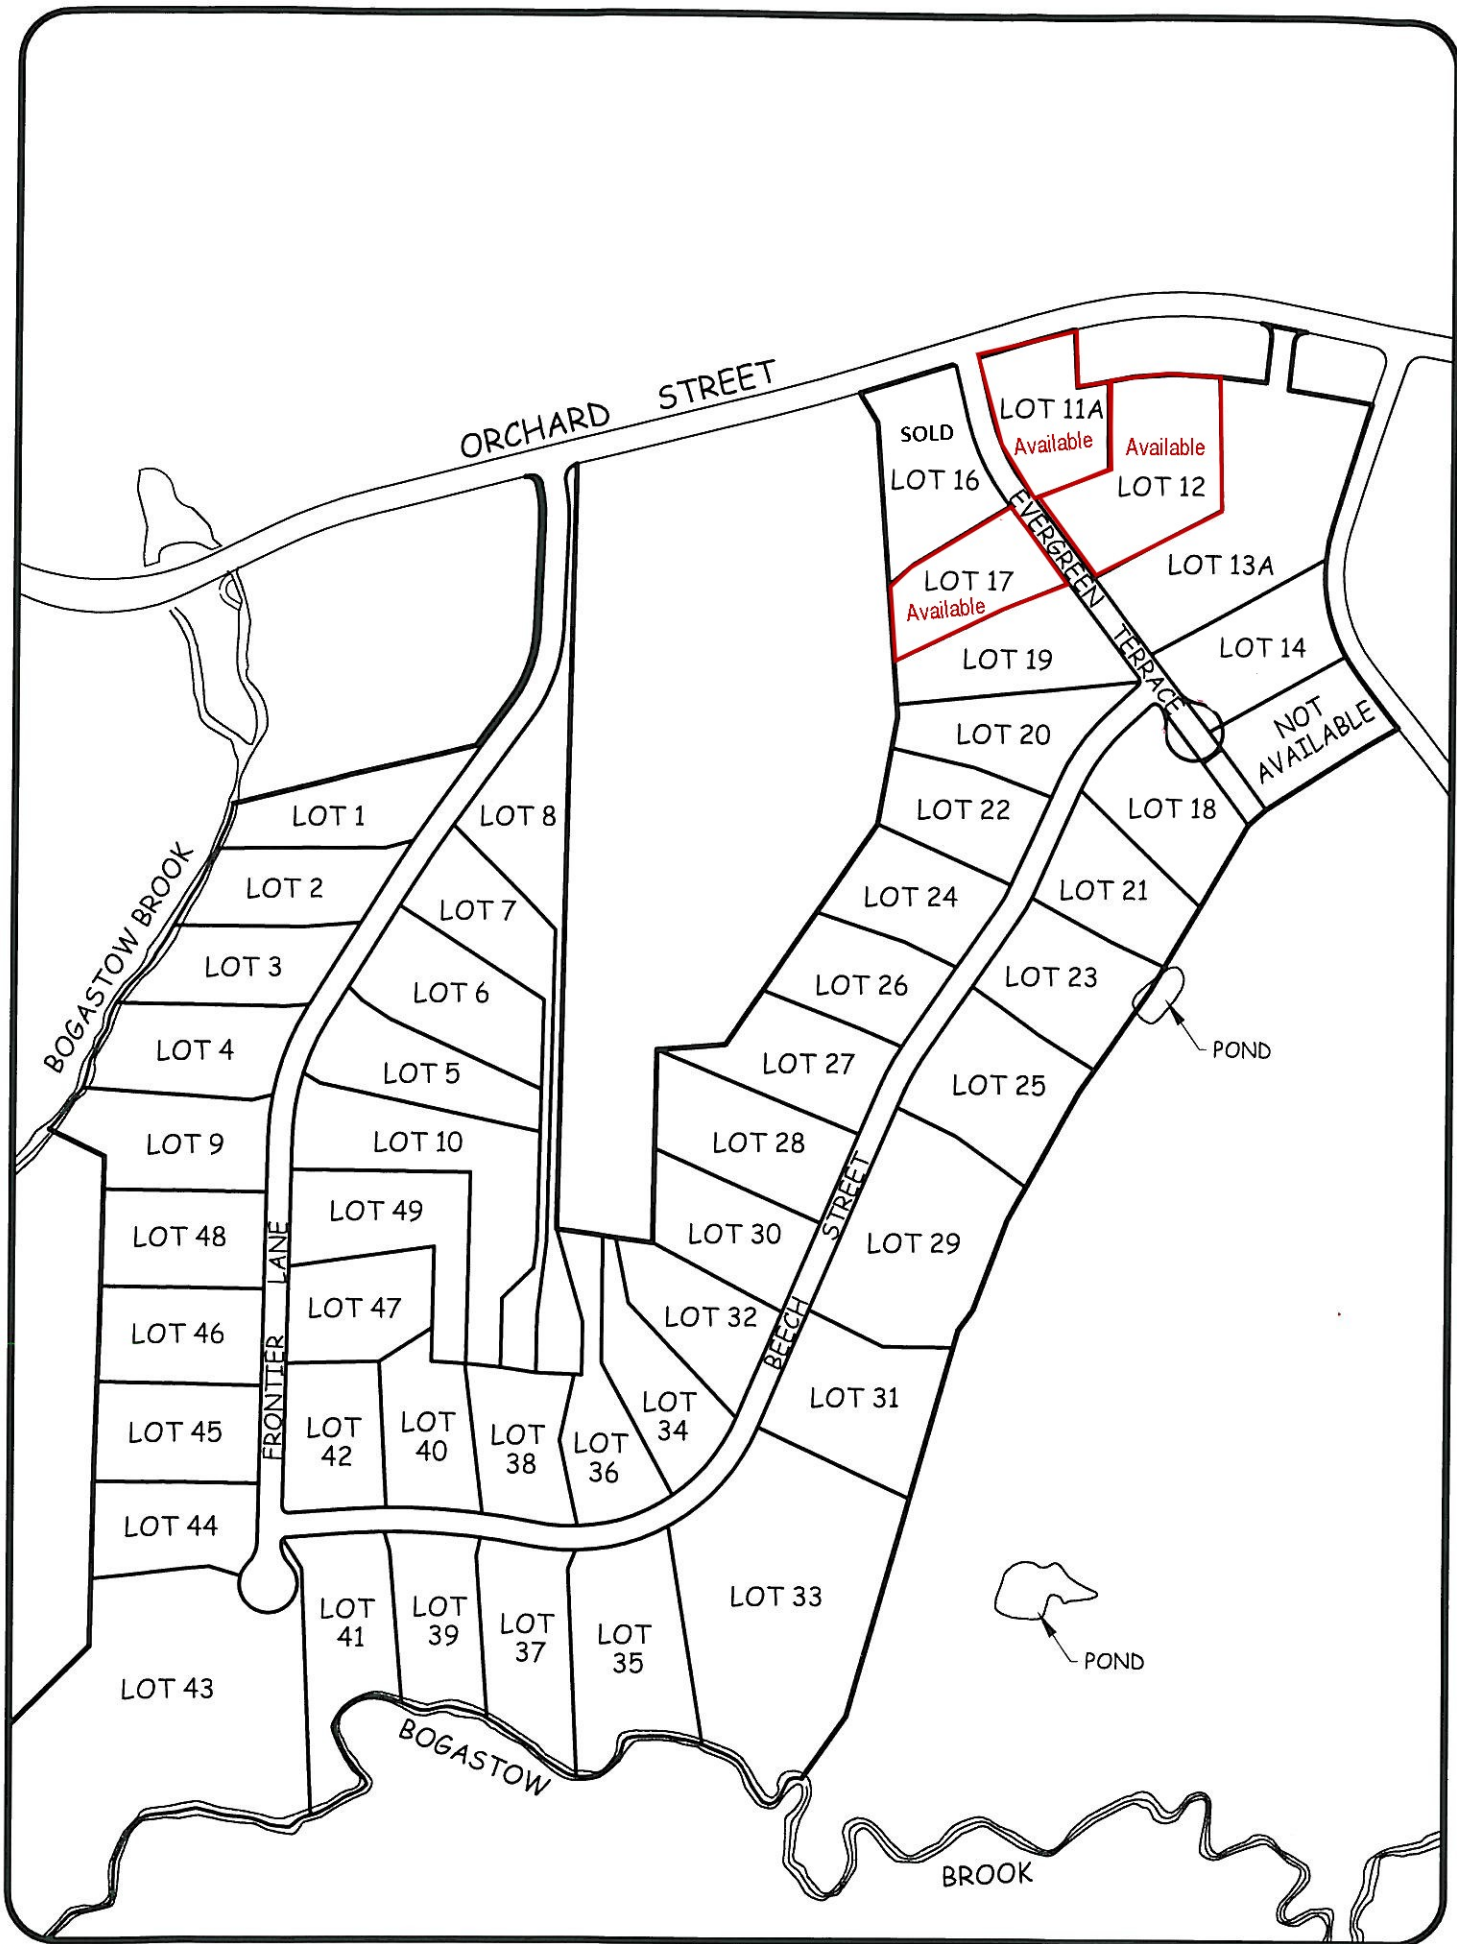 ORCHARD STREET
LOT 11A
Available
Available
LOT 12
SOLD
LOT 16
EVERGREEN TERRACE
LOT 13A
LOT 17
Available
LOT 14
LOT 19
NOT
AVAILABLE
LOT 20
LOT 18
LOT 22
LOT 21
LOT 24
LOT 23
LOT 26
POND
LOT 27
LOT 25
LOT 28
LOT 30
LOT 29
BEECH STREET
LOT 32
LOT 31
LOT
34
LOT 33
LOT 1
LOT 8
BOGASTOW BROOK
LOT 2
LOT 7
LOT 3
LOT 6
LOT 4
LOT 5
LOT 9
LOT 10
LOT 48
LOT 49
FRONTIER LANE
LOT 46
LOT 47
LOT 45
LOT
42
LOT
40
LOT
38
LOT
36
LOT 44
LOT
41
LOT
39
LOT
37
LOT
35
LOT 43
POND
BOGASTOW
BROOK